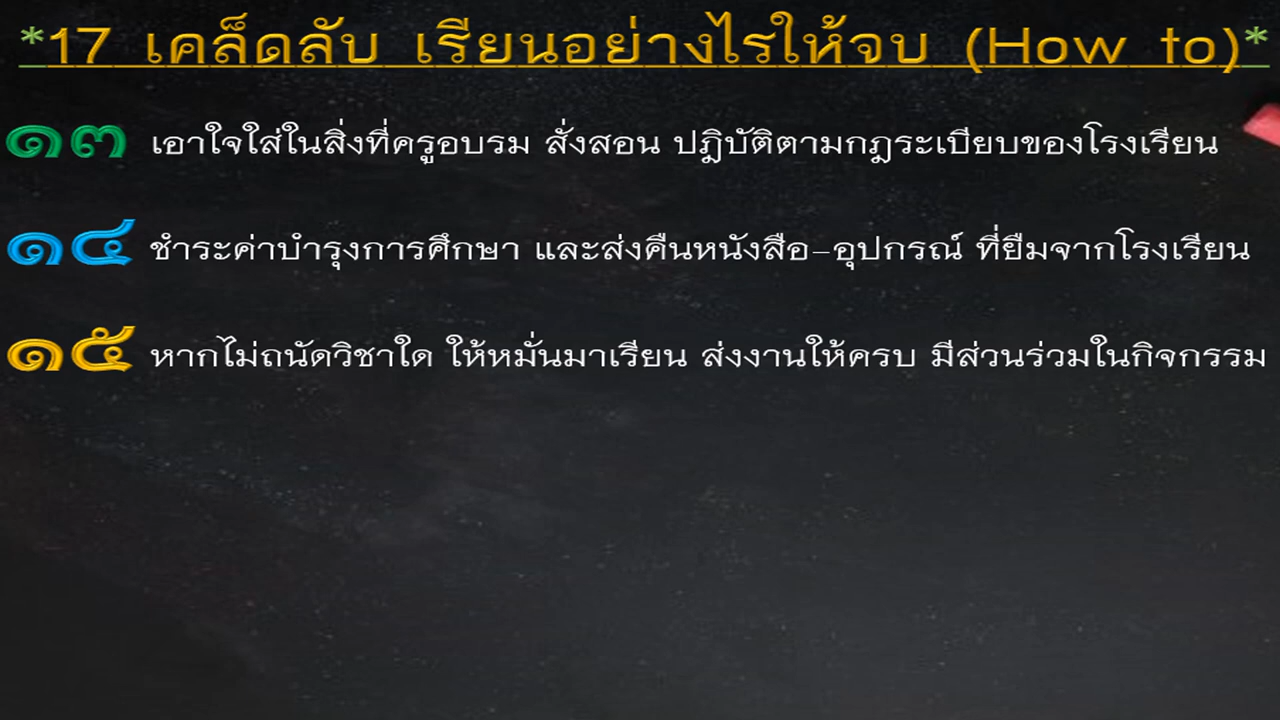 *17 เคล็ดลับ เรียนอย่างไรให้จบ (How to)*
๑๓ เอาใจใส่ในสิ่งที่ครูอบรม สั่งสอน ปฎิบัติตามกฎระเบียบของโรงเรียน
๑๔ ชำระค่าบำรุงการศึกษา และส่งคืนหนังสือ-อุปกรณ์ ที่ยืมจากโรงเรียน
๑๕ หากไม่ถนัดวิชาใด ให้หมั่นมาเรียน ส่งงานให้ครบ มีส่วนร่วมในกิจกรรม